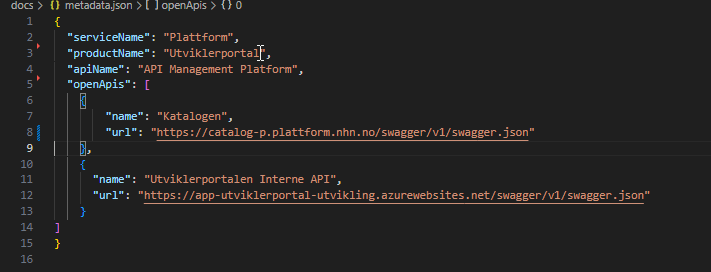 docs > {} metadata.json > [ ] openApis > {} 0
1 {
2 "serviceName": "Plattform",
3 "productName": "Utviklerportal",
4 "apiName": "API Management Platform",
5 "openApis": [
6 {
7 "name": "Katalogen",
8 "url": "https://catalog-p.plattform.nhn.no/swagger/v1/swagger.json"
9 },
10 {
11 "name": "Utviklerportalen Interne API",
12 "url": "https://app-utviklerportal-utvikling.azurewebsites.net/swagger/v1/swagger.json"
13 }
14 ]
15 }
16